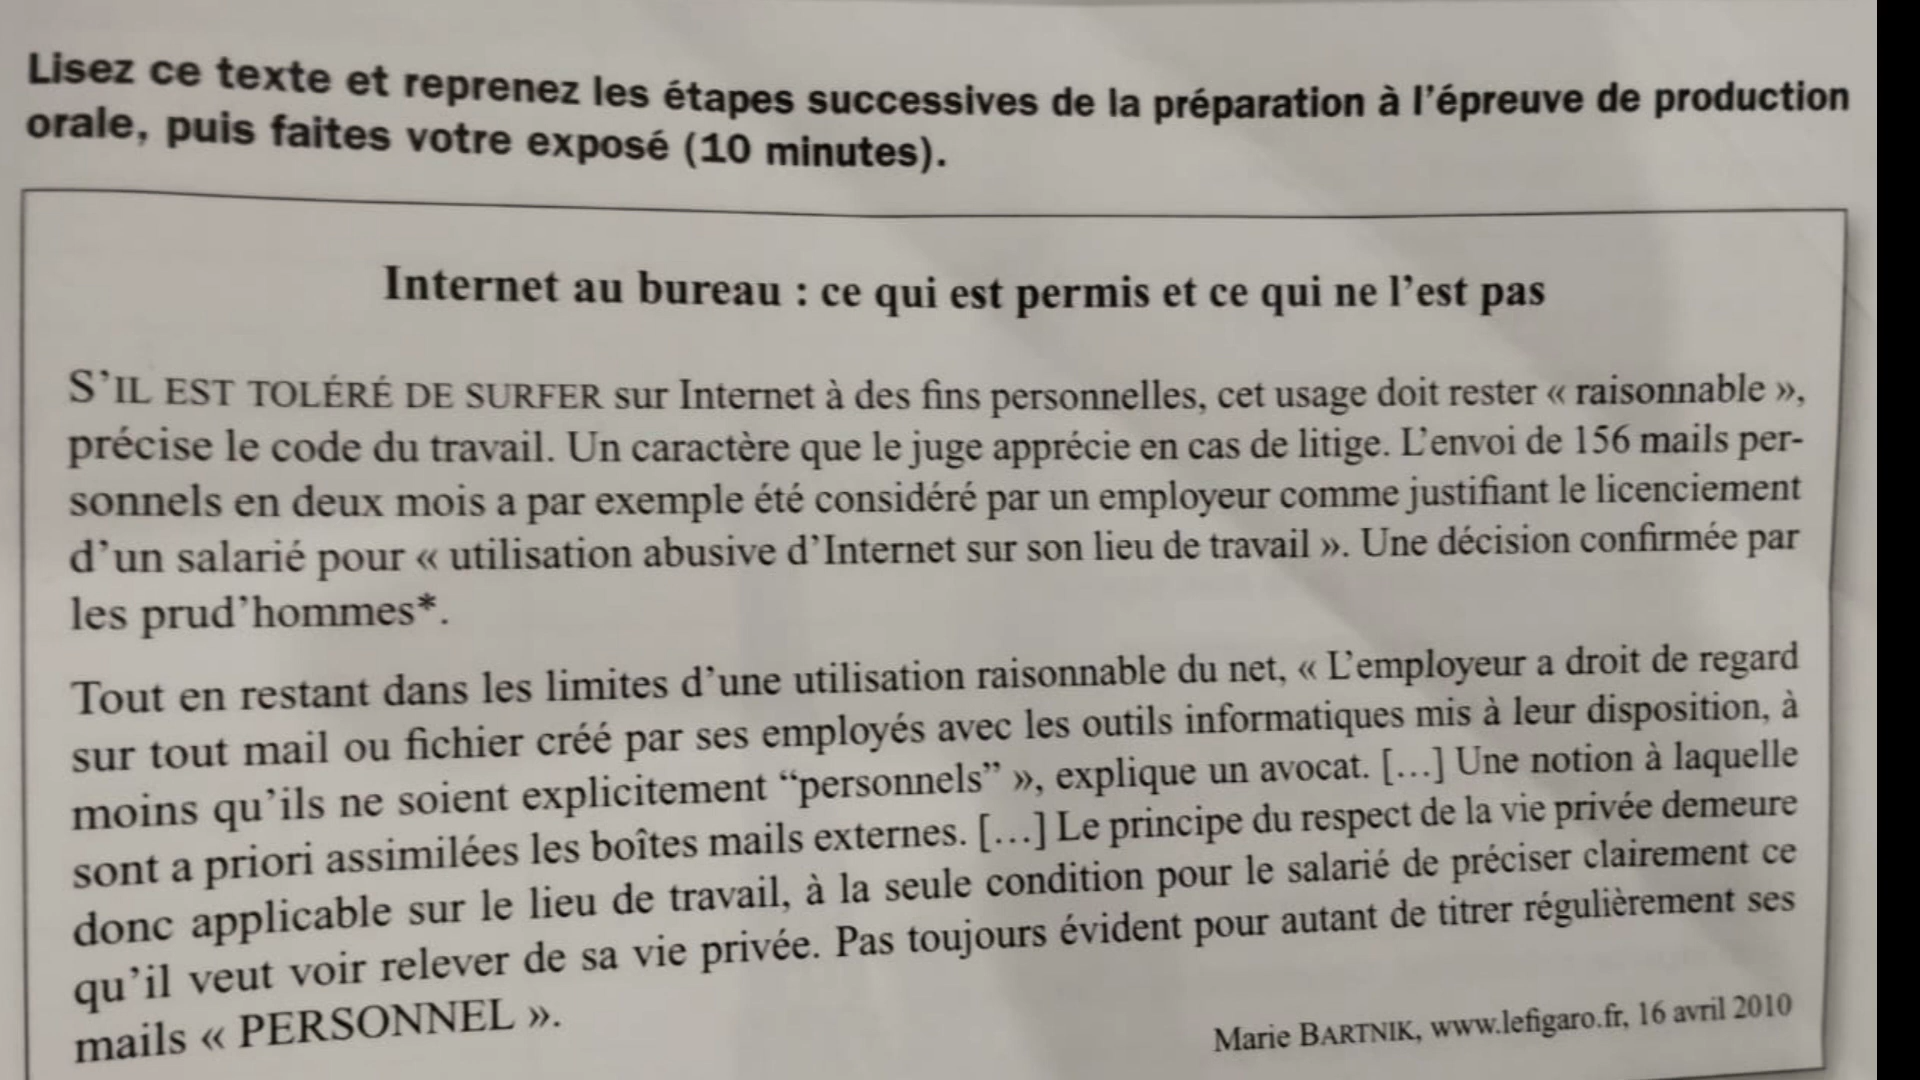 Lisez ce texte et reprenez les étapes successives de la préparation à l'épreuve de production
orale, puis faites votre exposé (10 minutes).
Internet au bureau : ce qui est permis et ce qui ne l'est pas
S'IL EST TOLÉRÉ DE SURFER sur Internet à des fins personnelles, cet usage doit rester « raisonnable »,
précise le code du travail. Un caractère que le juge apprécie en cas de litige. L'envoi de 156 mails per-
sonnels en deux mois a par exemple été considéré par un employeur comme justifiant le licenciement
d'un salarié pour « utilisation abusive d'Internet sur son lieu de travail ». Une décision confirmée par
les prud'hommes*.
Tout en restant dans les limites d'une utilisation raisonnable du net, « L'employeur a droit de regard
sur tout mail ou fichier créé par ses employés avec les outils informatiques mis à leur disposition, à
moins qu'ils ne soient explicitement “personnels” », explique un avocat. [...] Une notion à laquelle
sont a priori assimilées les boîtes mails externes. [...] Le principe du respect de la vie privée demeure
donc applicable sur le lieu de travail, à la seule condition pour le salarié de préciser clairement ce
qu'il veut voir relever de sa vie privée. Pas toujours évident pour autant de titrer régulièrement ses
mails « PERSONNEL ».
Marie BARTNIK, www.lefigaro.fr, 16 avril 2010